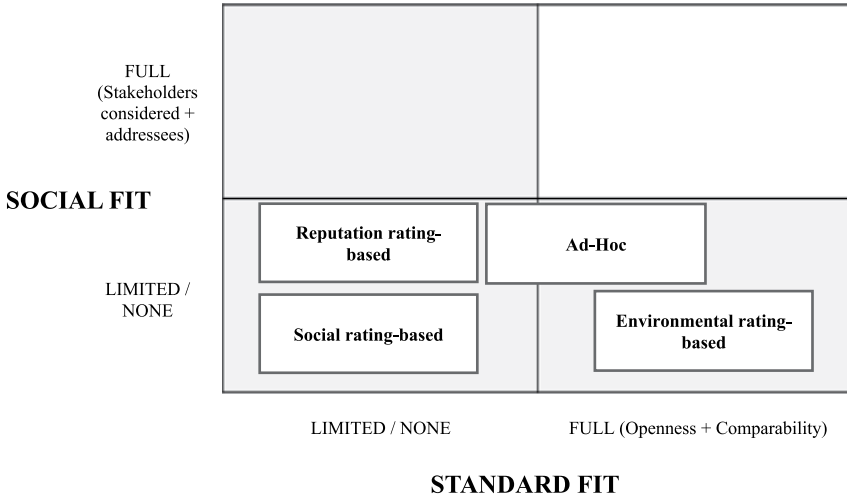 FULL
(Stakeholders
considered +
addressees)
SOCIAL FIT
Reputation rating-
based
Ad-Hoc
LIMITED /
NONE
Social rating-based
Environmental rating-
based
LIMITED / NONE
FULL (Openness + Comparability)
STANDARD FIT